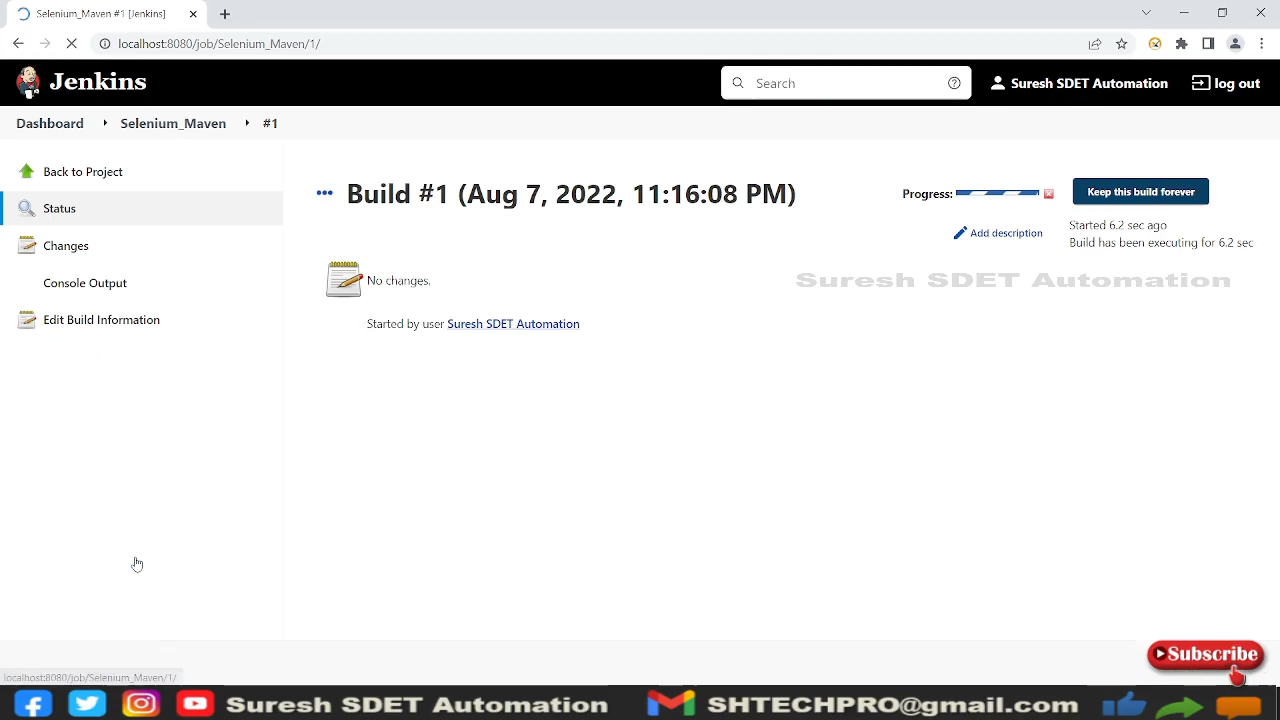 Selenium_Maven #1 [Jenkins]
localhost:8080/job/Selenium_Maven/1/
Jenkins
Search
Suresh SDET Automation
log out
Dashboard
Selenium_Maven
#1
Back to Project
Status
Changes
Console Output
Edit Build Information
Build #1 (Aug 7, 2022, 11:16:08 PM)
Progress:
Keep this build forever
Add description
Started 6.2 sec ago
Build has been executing for 6.2 sec
No changes.
Suresh SDET Automation
Started by user Suresh SDET Automation
Subscribe
localhost:8080/job/Selenium_Maven/1/
Suresh SDET Automation
SHTECHPRO@gmail.com